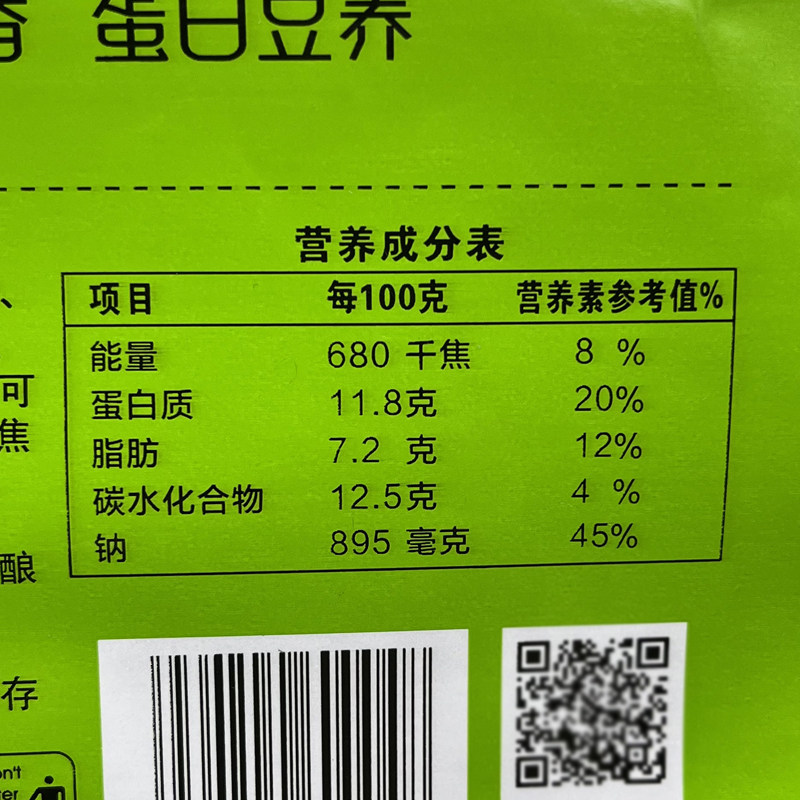 蛋白豆养
营养成分表
项目 每100克 营养素参考值%
能量 680 千焦 8 %
蛋白质 11.8克 20%
脂肪 7.2 克 12%
碳水化合物 12.5克 4 %
钠 895 毫克 45%
、
可
焦
酿
存